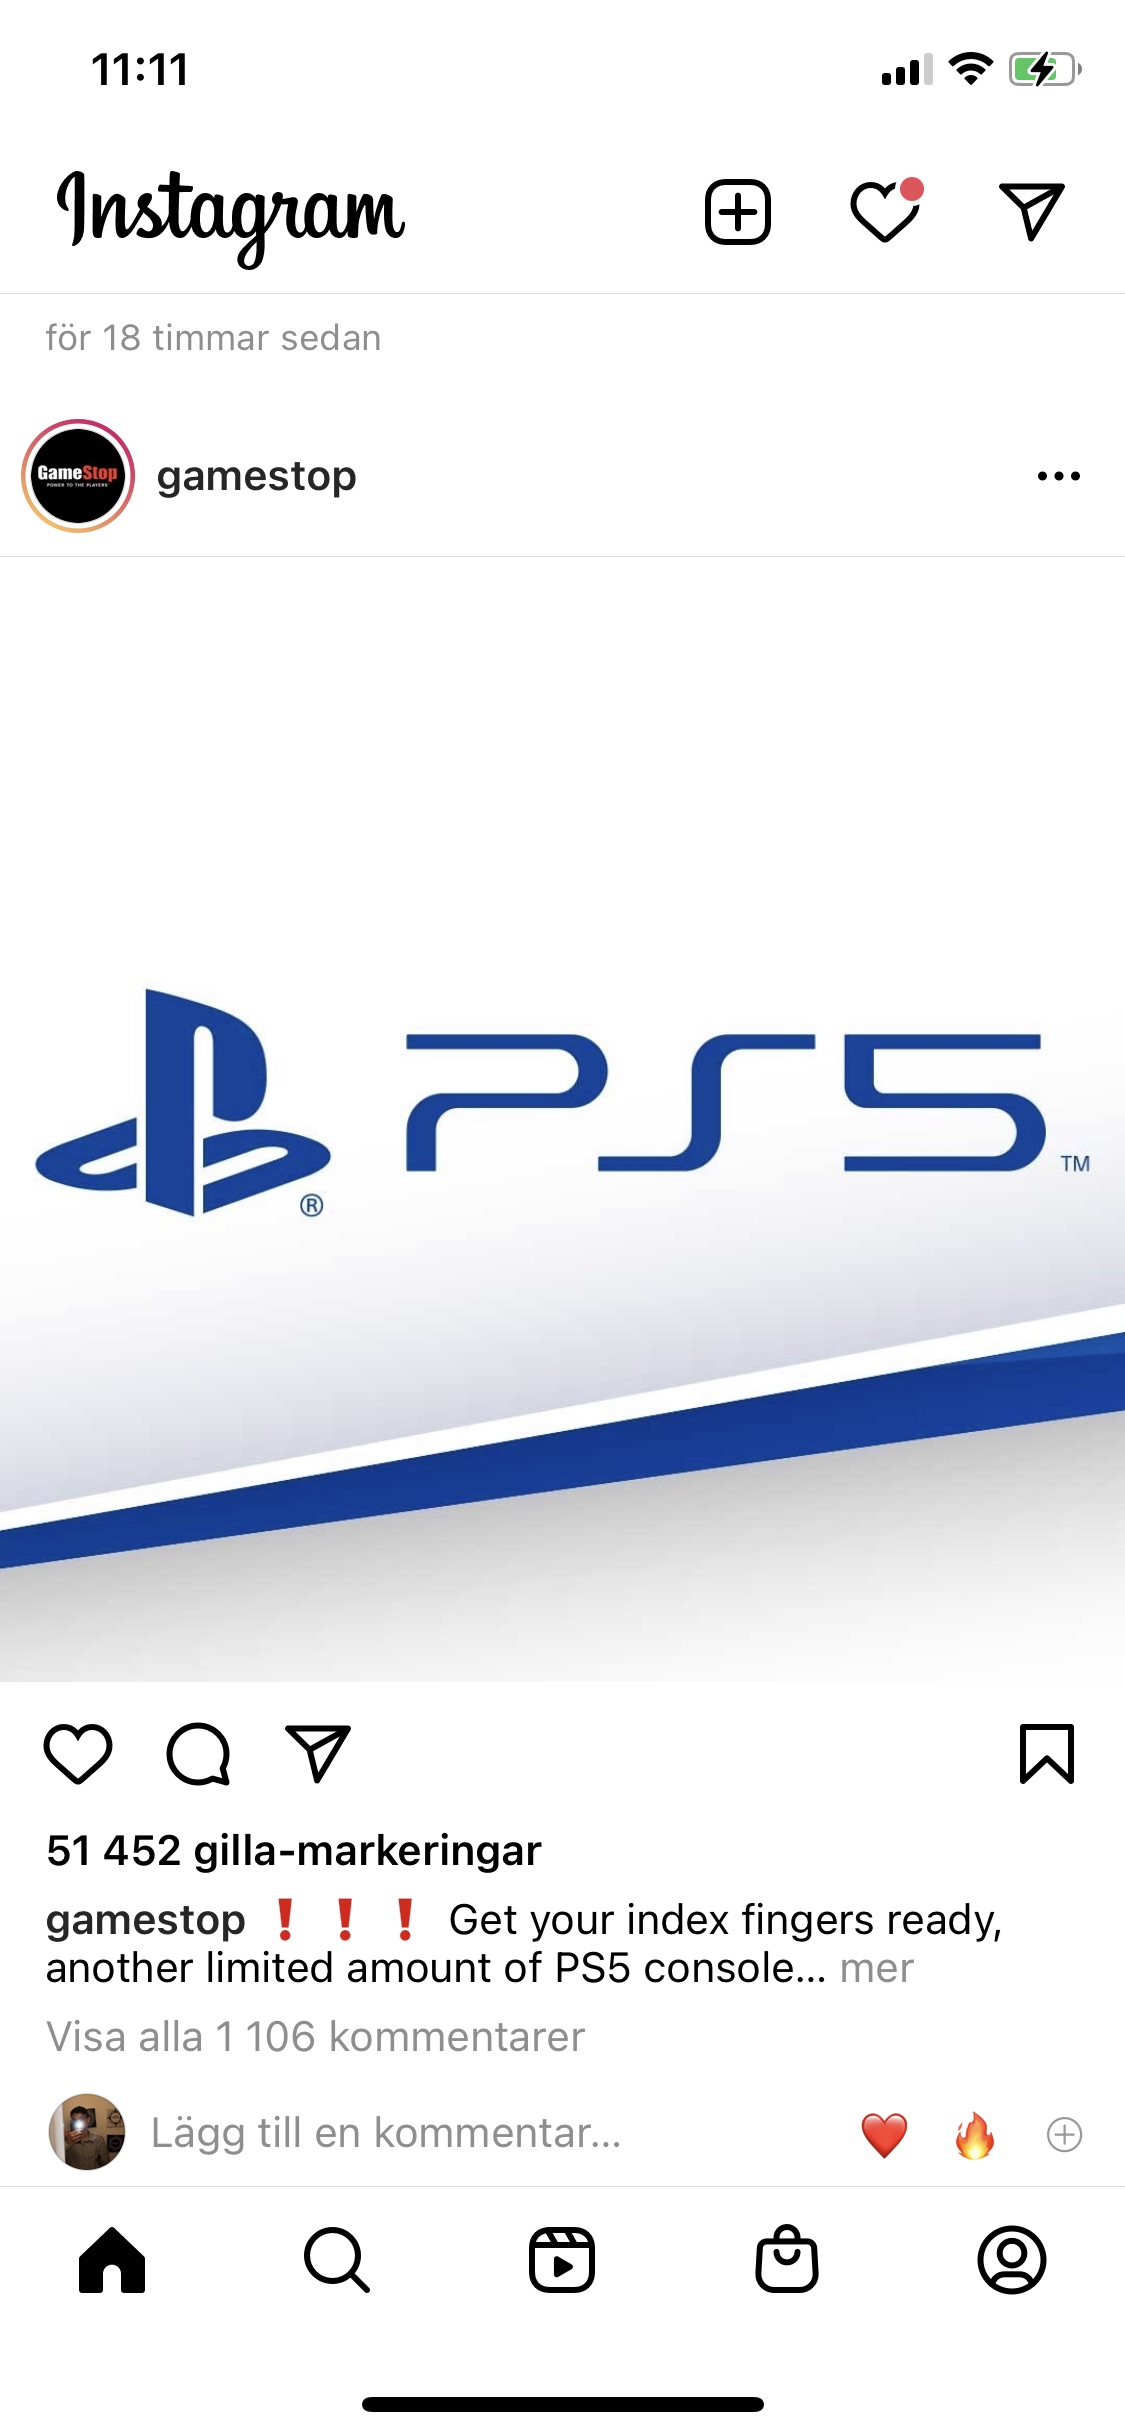 11:11
Instagram
för 18 timmar sedan
GameStop
POWER TO THE PLAYERS
gamestop
PS5
®
TM
51 452 gilla-markeringar
gamestop ❗❗❗ Get your index fingers ready,
another limited amount of PS5 console... mer
Visa alla 1 106 kommentarer
Lägg till en kommentar...